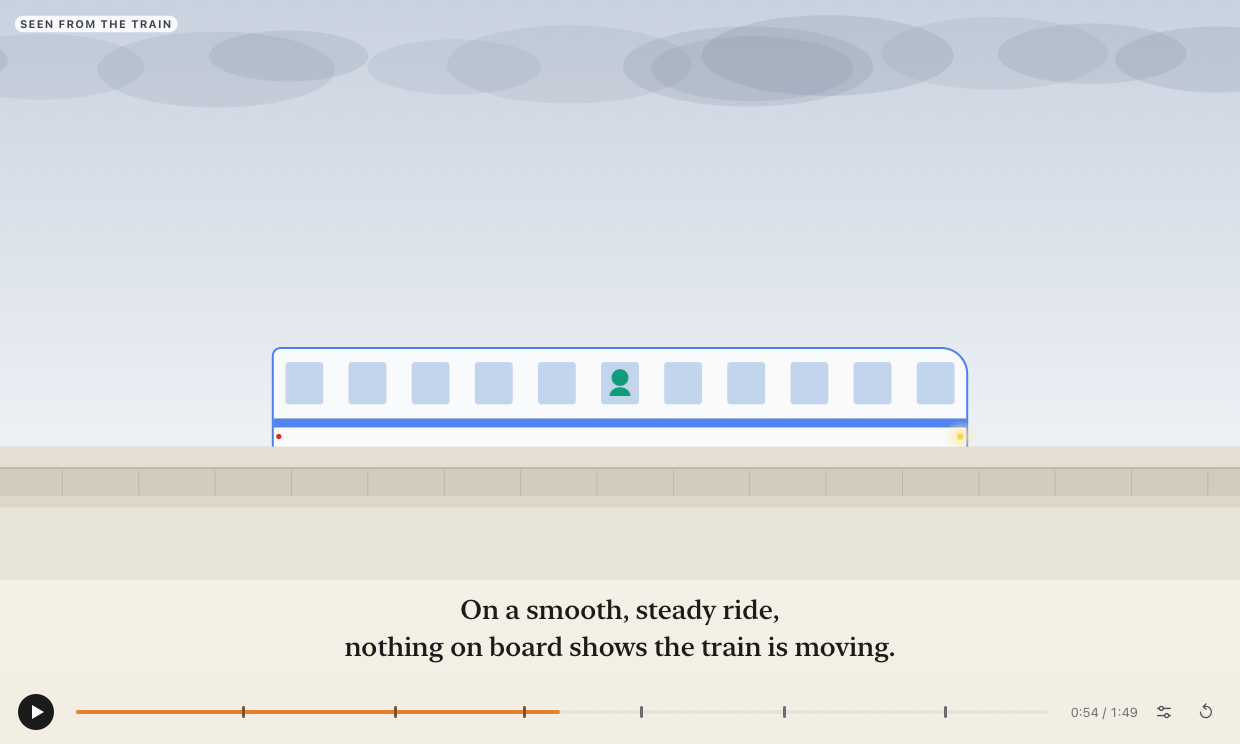 SEEN FROM THE TRAIN
On a smooth, steady ride,
nothing on board shows the train is moving.
0:54 / 1:49